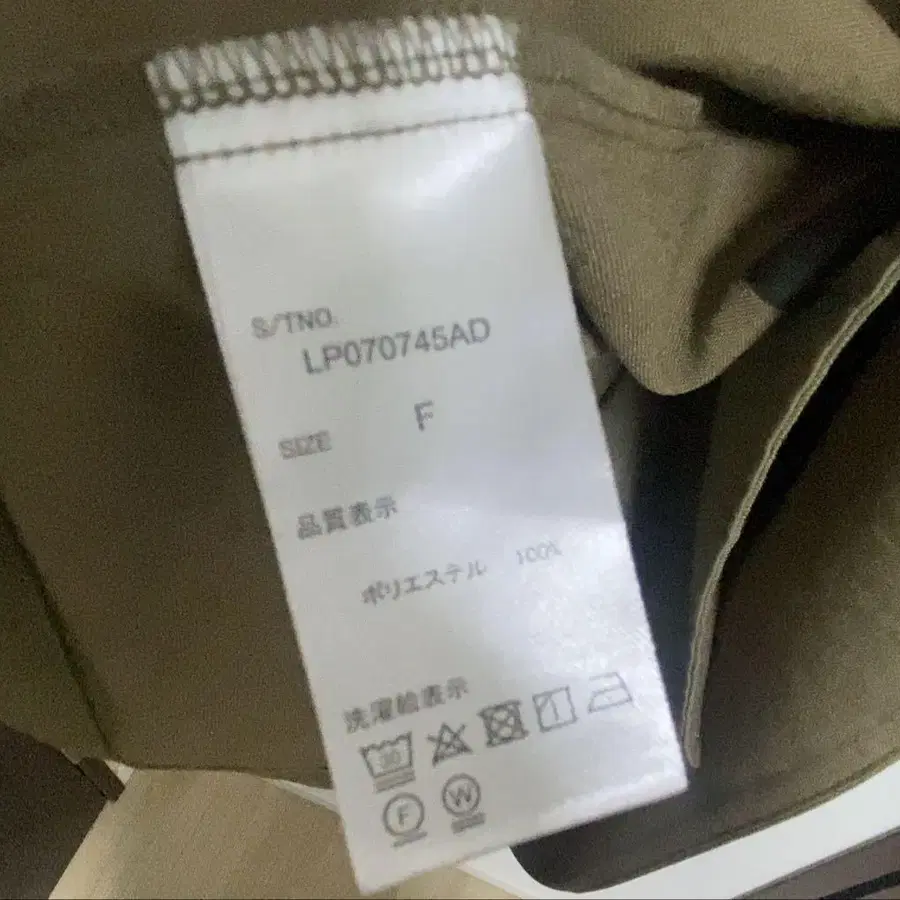 S/TNO.
LP070745AD
SIZE F
品質表示
ポリエステル 100%
洗濯絵表示
30
F W